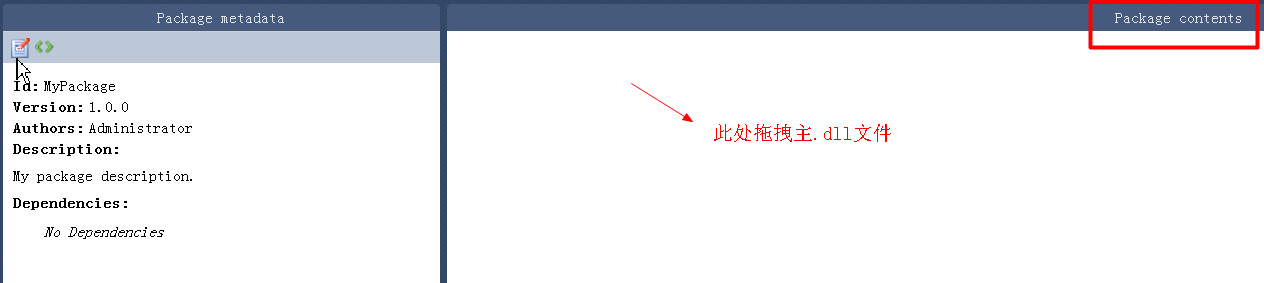 Package metadata
Package contents
Id: MyPackage
Version: 1.0.0
Authors: Administrator
Description:
My package description.
Dependencies:
No Dependencies
此处拖拽主.dll文件